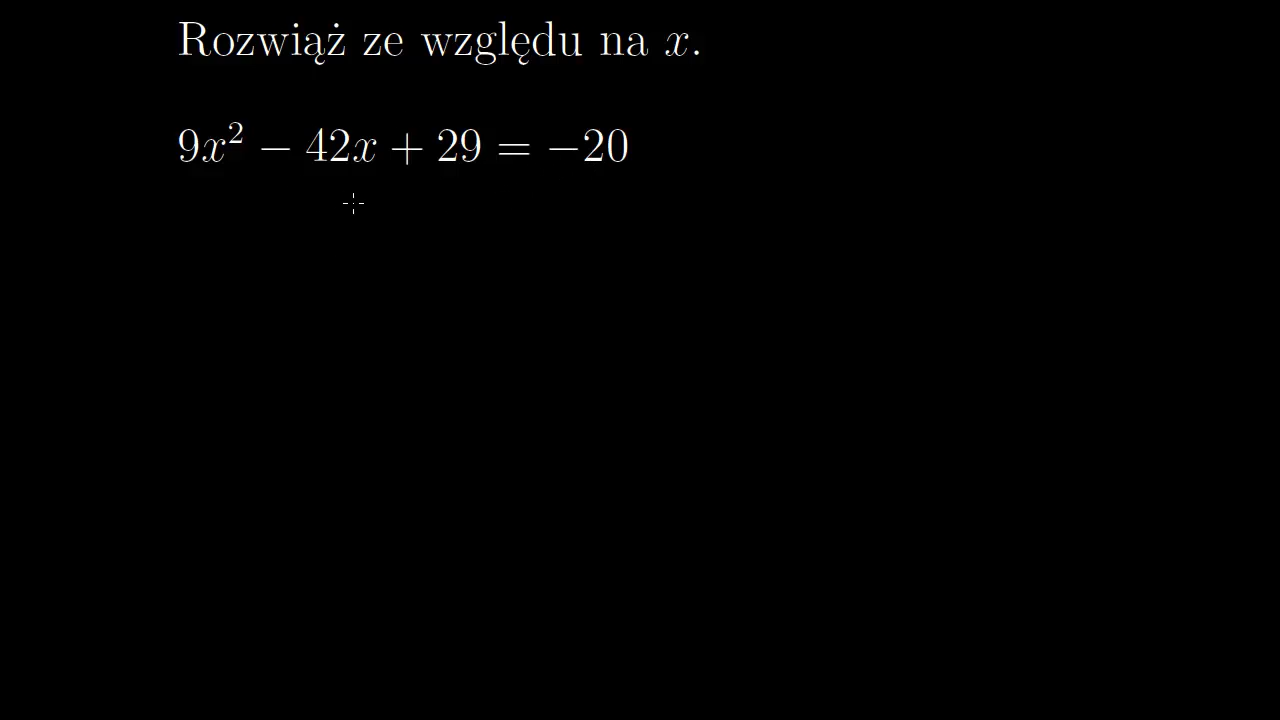 Rozwiąż ze względu na x.
9x² − 42x + 29 = −20